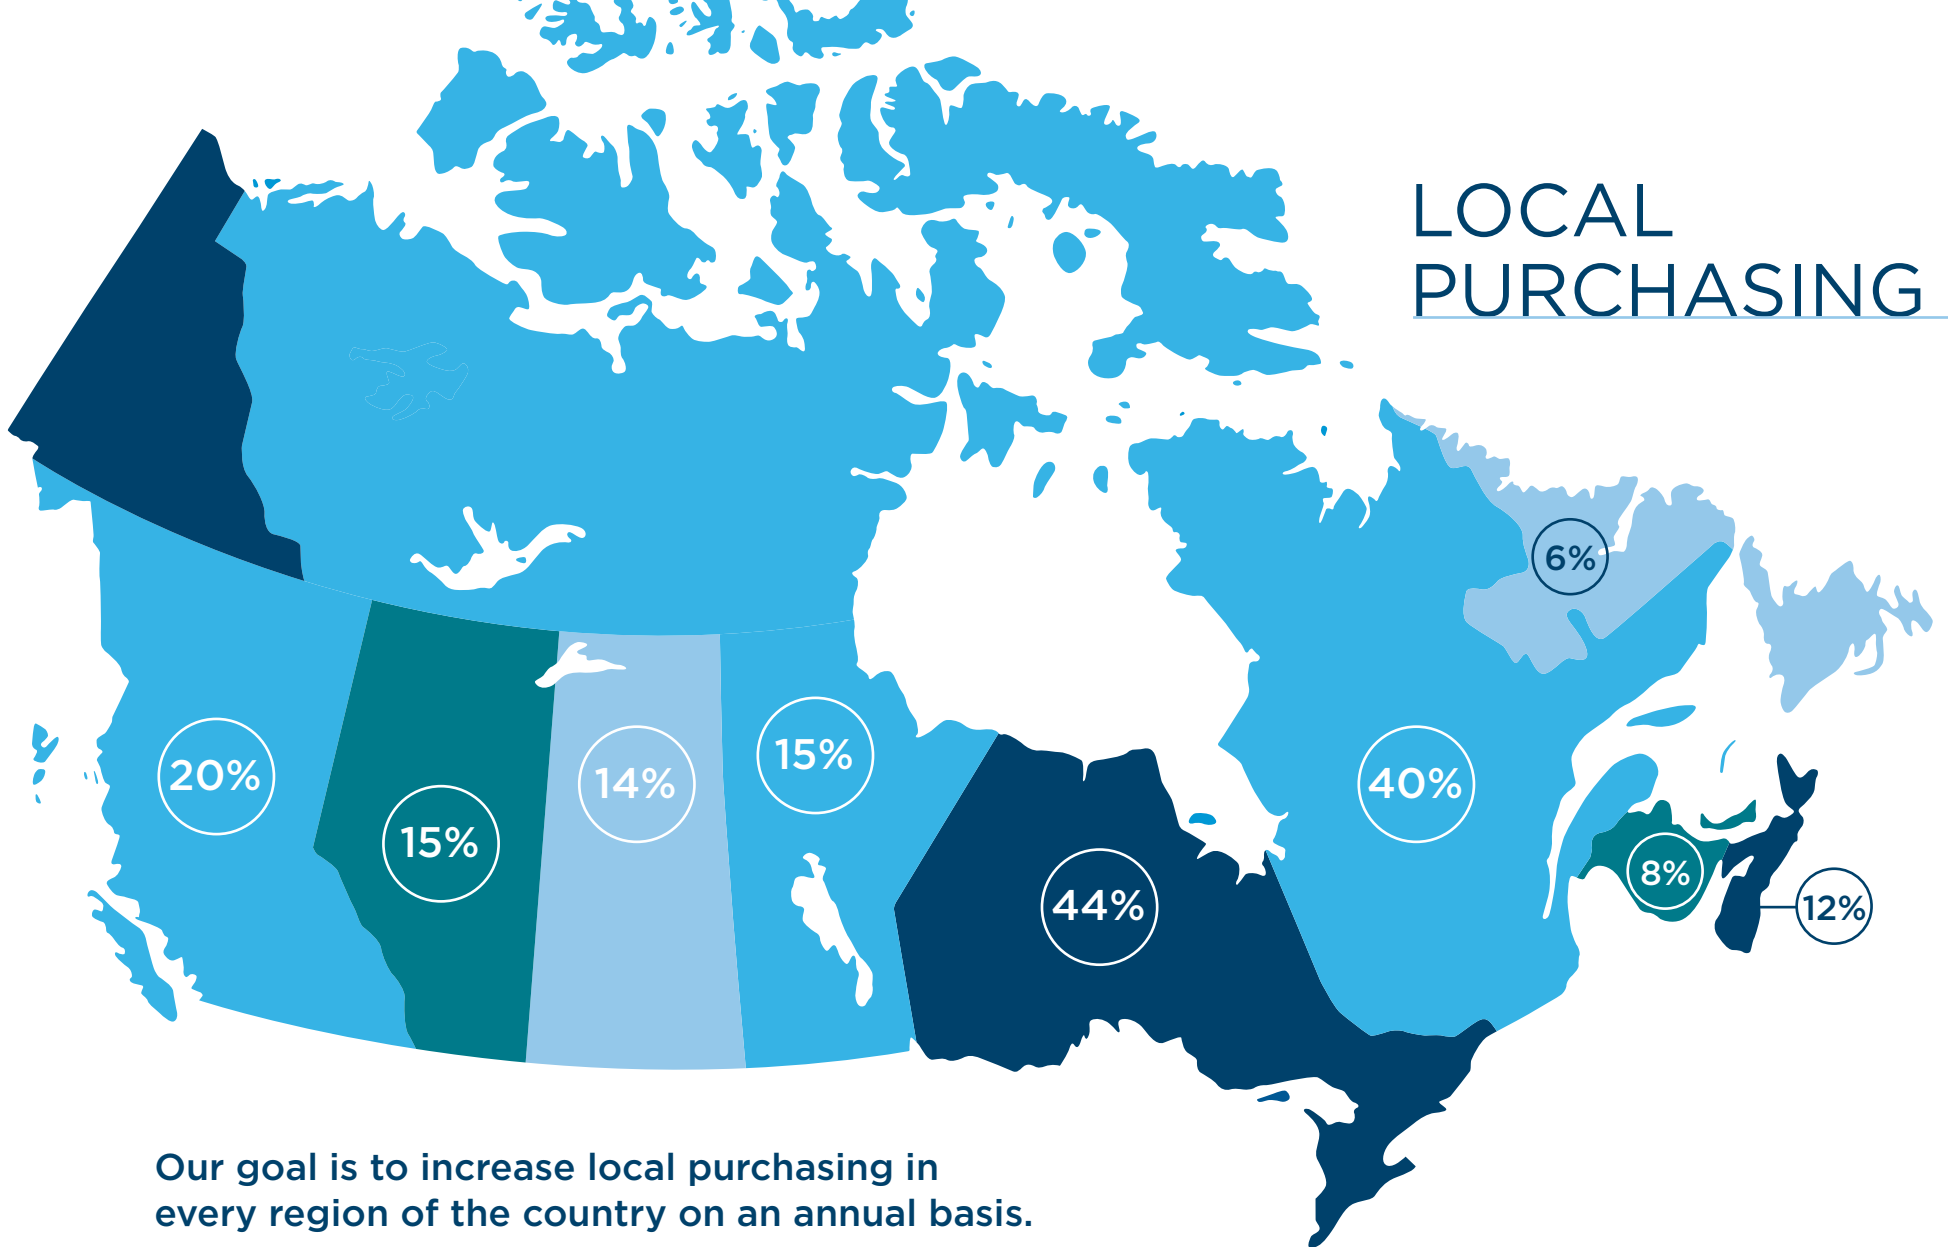 LOCAL
PURCHASING
6%
20%
15%
14%
15%
44%
40%
8%
12%
Our goal is to increase local purchasing in
every region of the country on an annual basis.